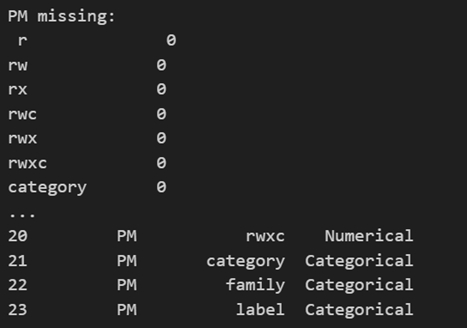 PM missing:
 r              0
rw             0
rx             0
rwc            0
rwx            0
rwxc           0
category       0
...
20         PM          rwxc    Numerical
21         PM      category  Categorical
22         PM        family  Categorical
23         PM         label  Categorical